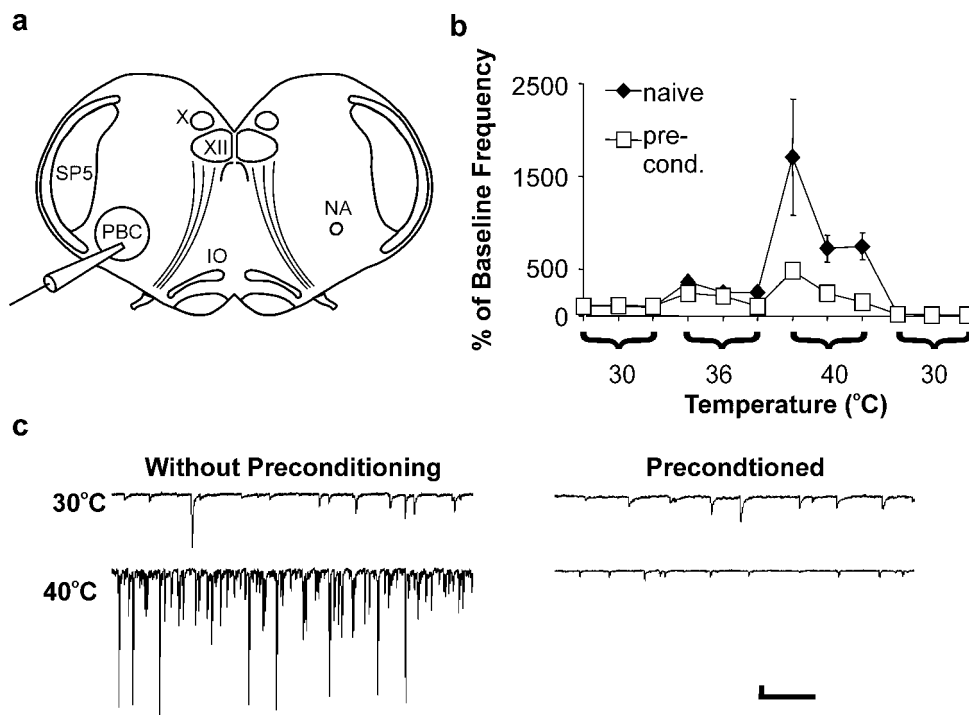 a
X
XII
SP5
PBC
NA
IO
b
% of Baseline Frequency
2500
1500
500
0
naive
pre-
cond.
30 36 40 30
Temperature (°C)
c
Without Preconditioning
Precondtioned
30°C
40°C